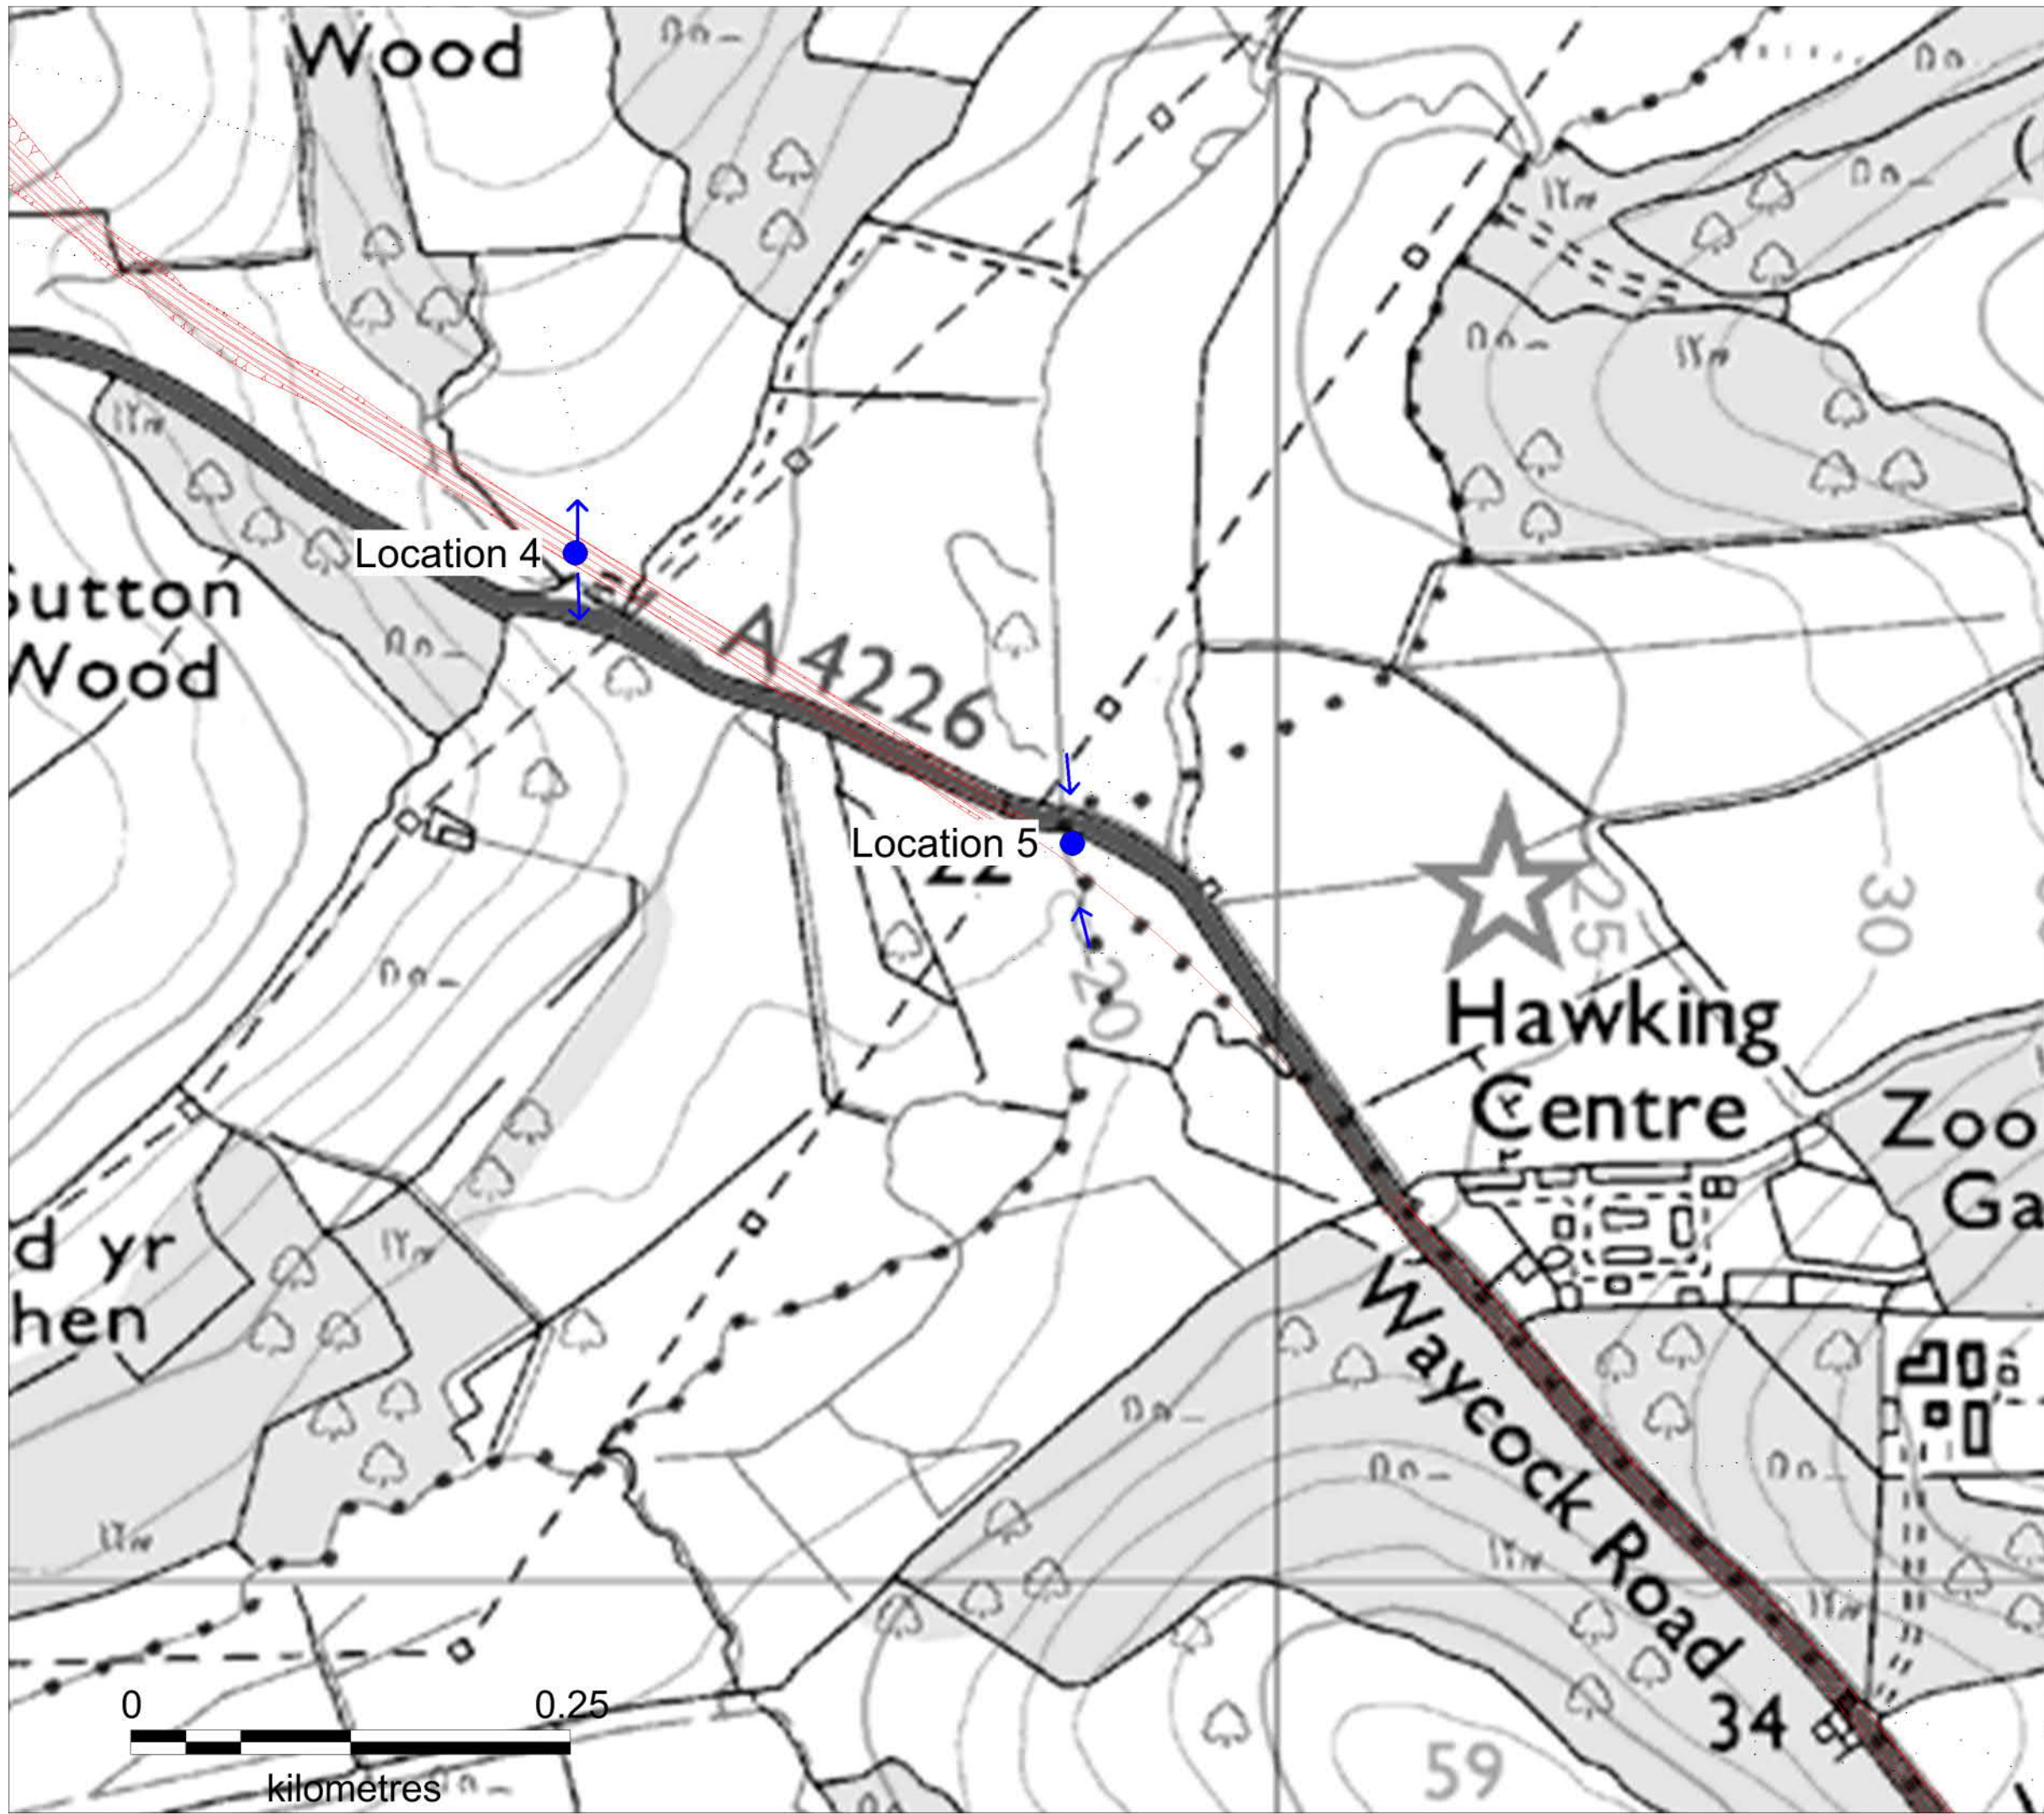 Wood
A 4226
Location 4
Sutton
Wood
Location 5
22
25
30
20
Hawking
Centre
Zoo
Ga
d yr
hen
Waycock Road
34
59
0 0.25
kilometres